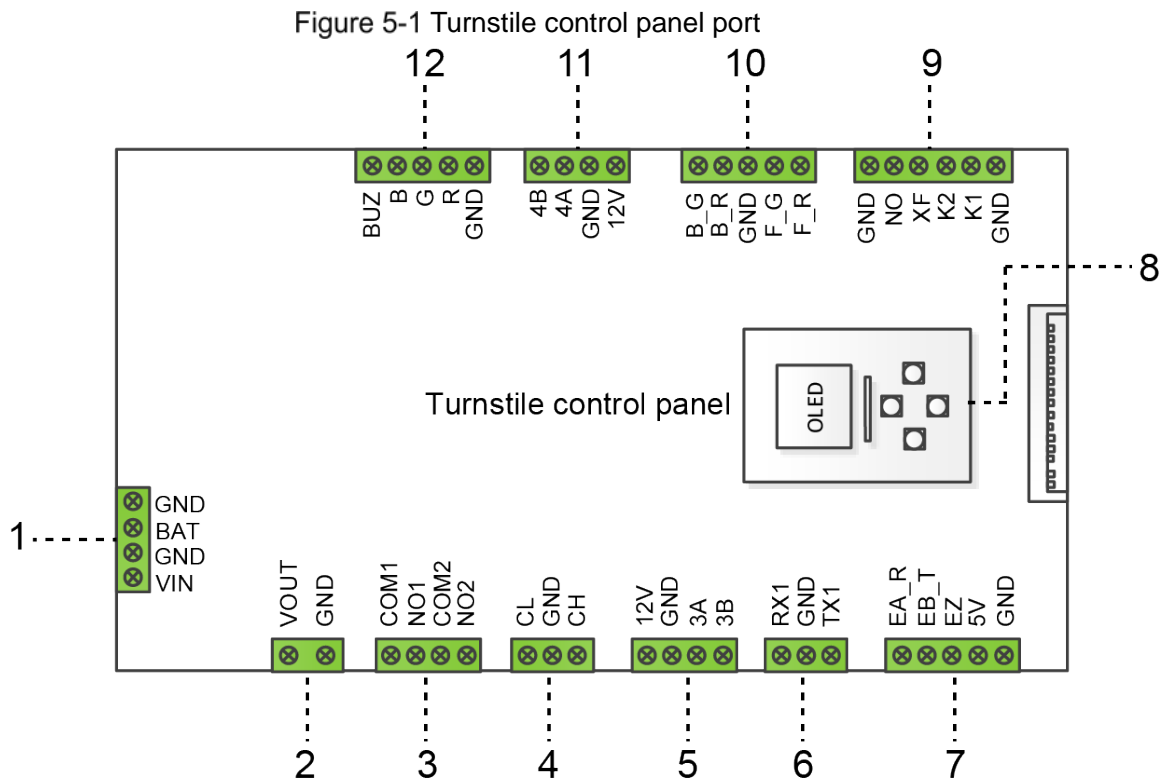 Figure 5-1 Turnstile control panel port
12
11
10
9
BUZ
B
G
R
GND
4B
4A
GND
12V
B_G
B_R
GND
F_G
F_R
GND
NO
XF
K2
K1
GND
8
OLED
Turnstile control panel
1
GND
BAT
GND
VIN
VOUT
GND
COM1
NO1
COM2
NO2
CL
GND
CH
12V
GND
3A
3B
RX1
GND
TX1
EA_R
EB_T
EZ
5V
GND
2
3
4
5
6
7